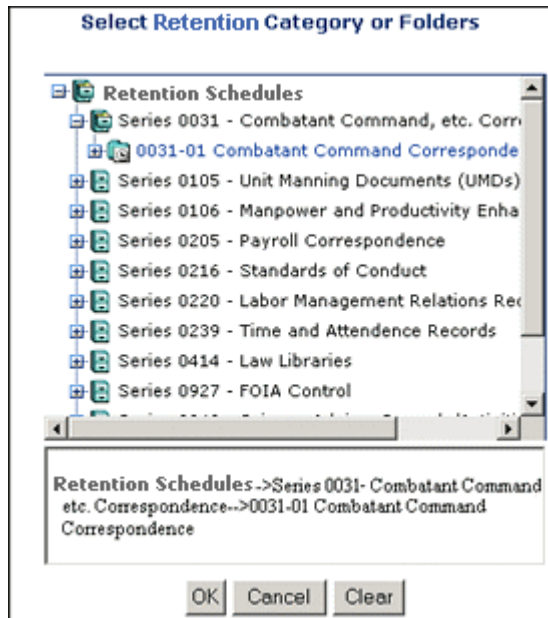 Select Retention Category or Folders
Retention Schedules
Series 0031 - Combatant Command, etc. Corr
0031-01 Combatant Command Corresponde
Series 0105 - Unit Manning Documents (UMDs)
Series 0106 - Manpower and Productivity Enha
Series 0205 - Payroll Correspondence
Series 0216 - Standards of Conduct
Series 0220 - Labor Management Relations Rec
Series 0239 - Time and Attendence Records
Series 0414 - Law Libraries
Series 0927 - FOIA Control
Retention Schedules->Series 0031- Combatant Command
etc. Correspondence-->0031-01 Combatant Command
Correspondence
OK Cancel Clear